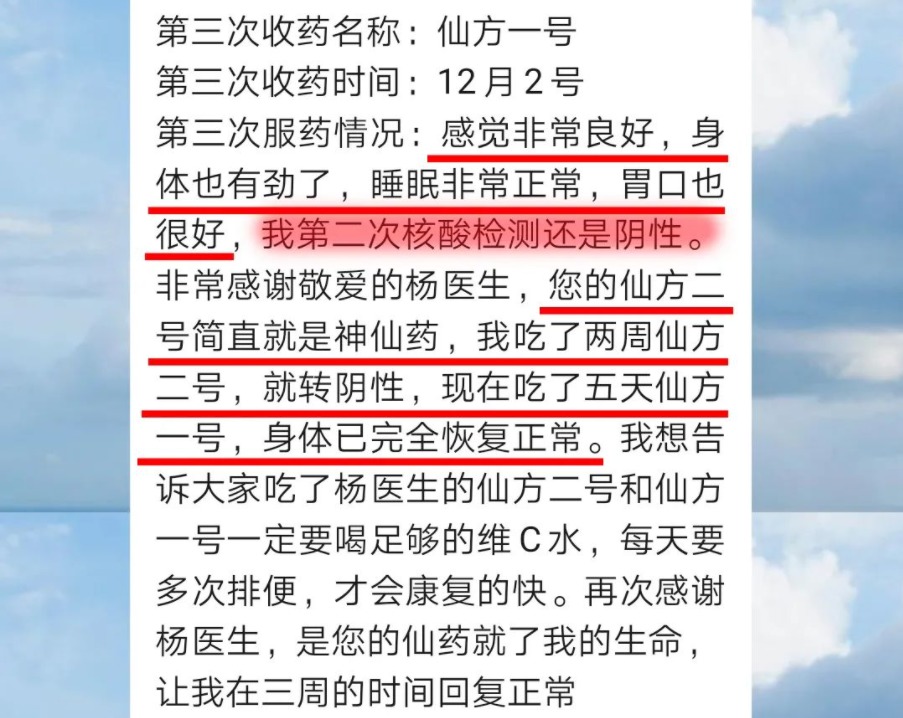 第三次收药名称：仙方一号
第三次收药时间：12月2号
第三次服药情况：感觉非常良好，身
体也有劲了，睡眠非常正常，胃口也
很好，我第二次核酸检测还是阴性。
非常感谢敬爱的杨医生，您的仙方二
号简直就是神仙药，我吃了两周仙方
二号，就转阴性，现在吃了五天仙方
一号，身体已完全恢复正常。我想告
诉大家吃了杨医生的仙方二号和仙方
一号一定要喝足够的维C水，每天要
多次排便，才会康复的快。再次感谢
杨医生，是您的仙药就了我的生命，
让我在三周的时间回复正常